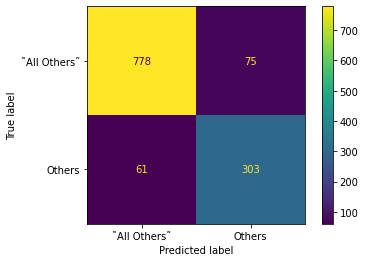 ˜All Others˜
Others
True label
778
75
61
303
˜All Others˜
Others
Predicted label
700
600
500
400
300
200
100